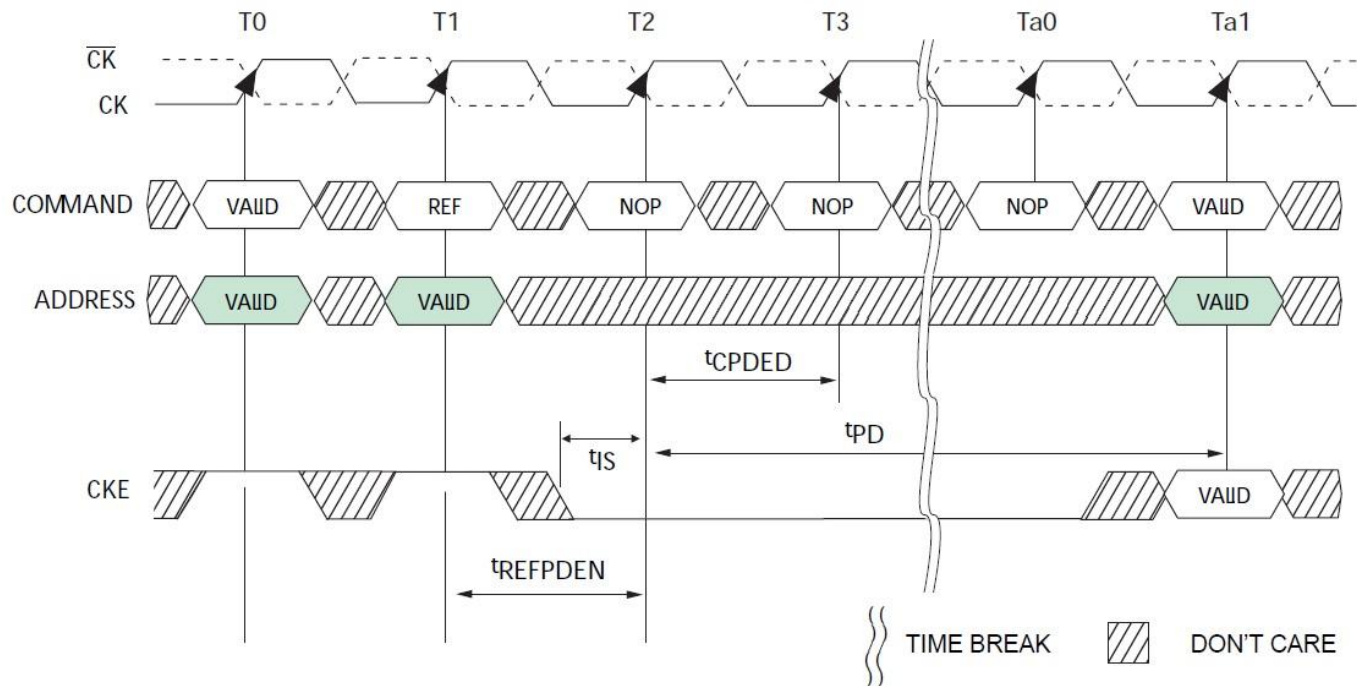 T0 T1 T2 T3 Ta0 Ta1
CK
CK
COMMAND VALID REF NOP NOP NOP VALID
ADDRESS VALID VALID VALID
tCPDED
tPD
tIS
CKE VALID
tREFPDEN
TIME BREAK DON'T CARE